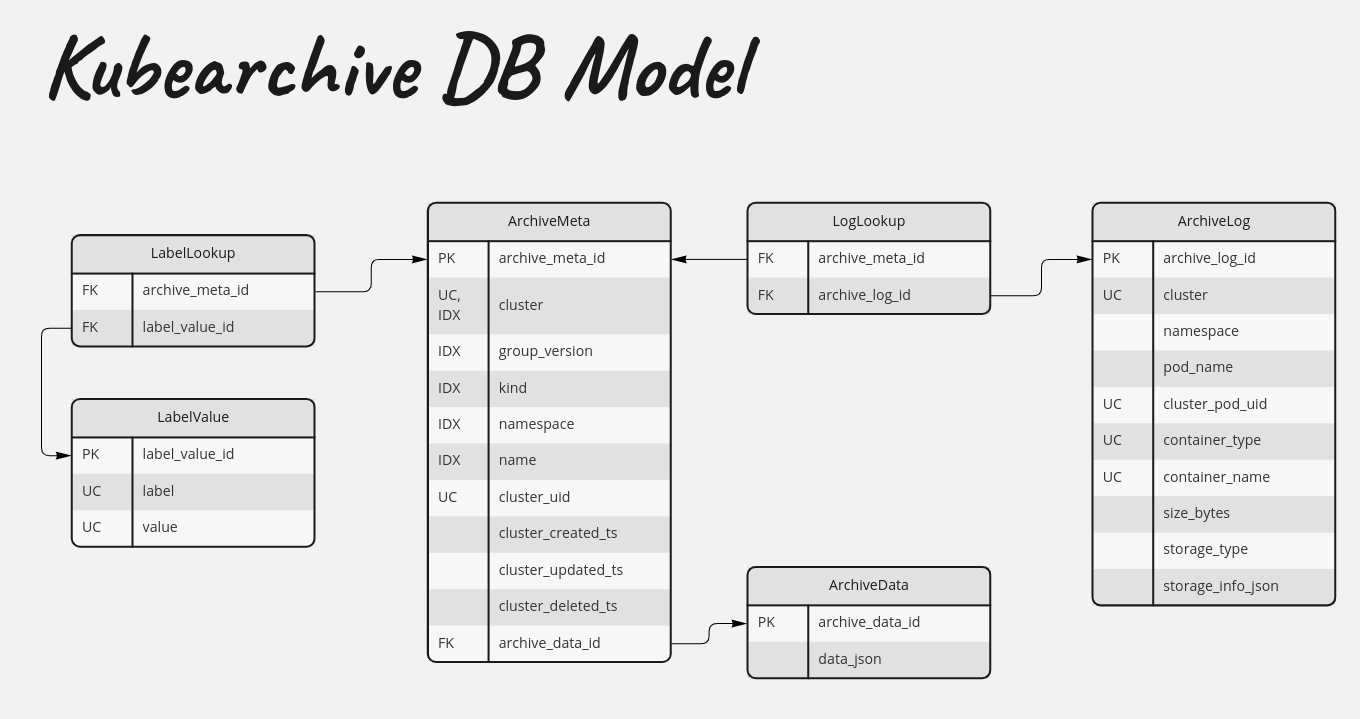 Kubearchive DB Model
LabelLookup
FK archive_meta_id
FK label_value_id
LabelValue
PK label_value_id
UC label
UC value
ArchiveMeta
PK archive_meta_id
UC,
IDX cluster
IDX group_version
IDX kind
IDX namespace
IDX name
UC cluster_uid
cluster_created_ts
cluster_updated_ts
cluster_deleted_ts
FK archive_data_id
LogLookup
FK archive_meta_id
FK archive_log_id
ArchiveData
PK archive_data_id
data_json
ArchiveLog
PK archive_log_id
UC cluster
namespace
pod_name
UC cluster_pod_uid
UC container_type
UC container_name
size_bytes
storage_type
storage_info_json